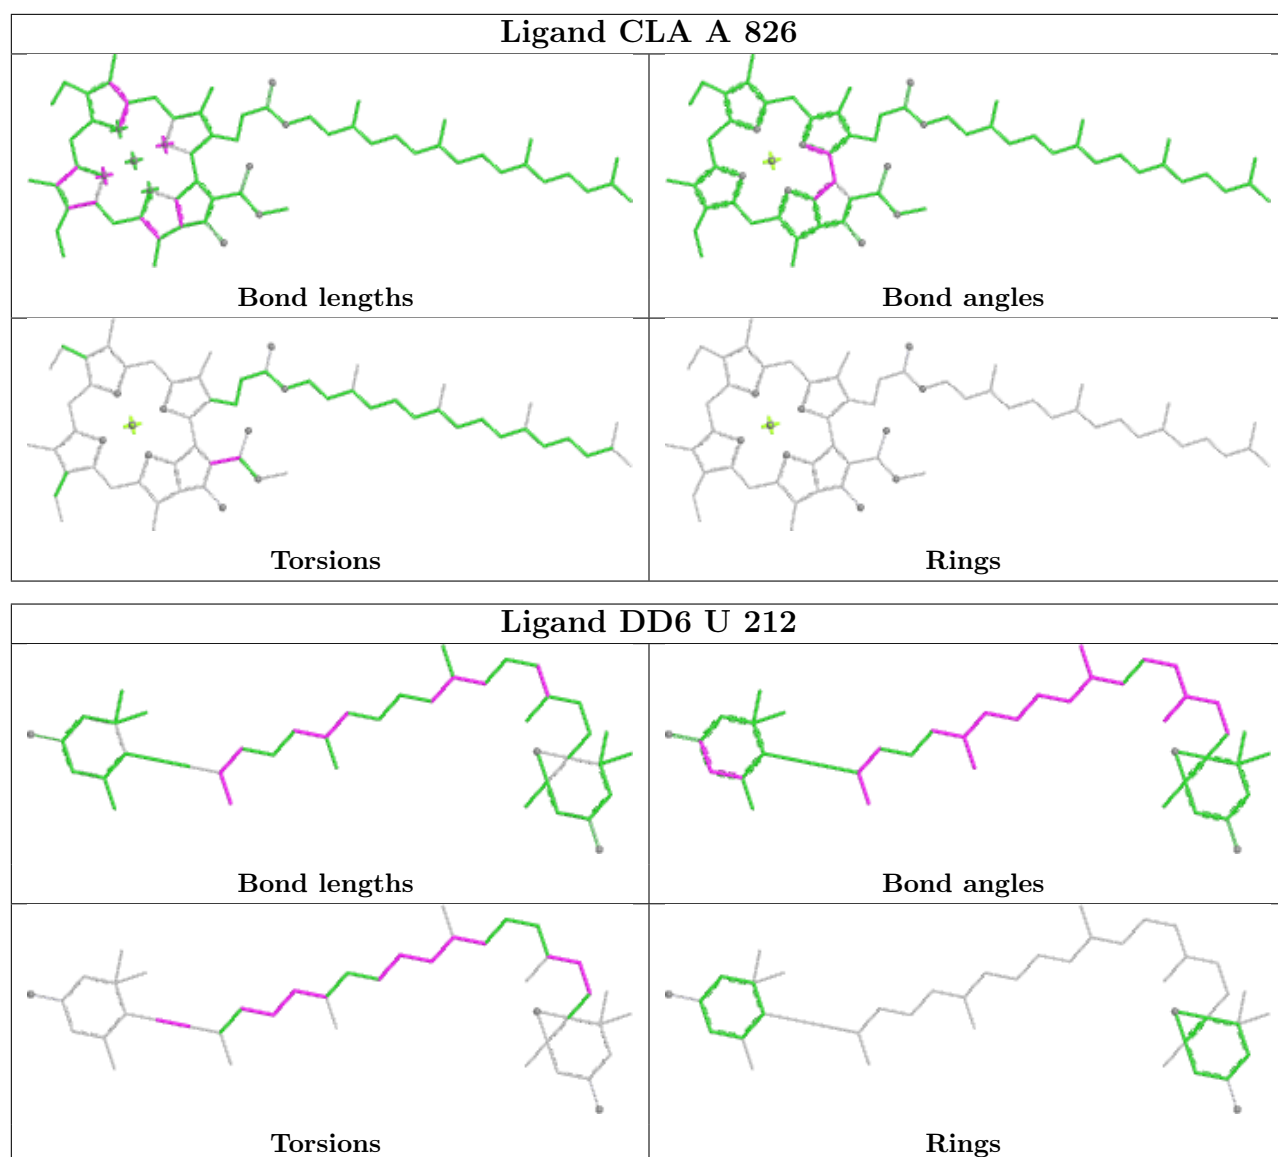 Ligand CLA A 826
Bond lengths
Bond angles
Torsions
Rings
Ligand DD6 U 212
Bond lengths
Bond angles
Torsions
Rings